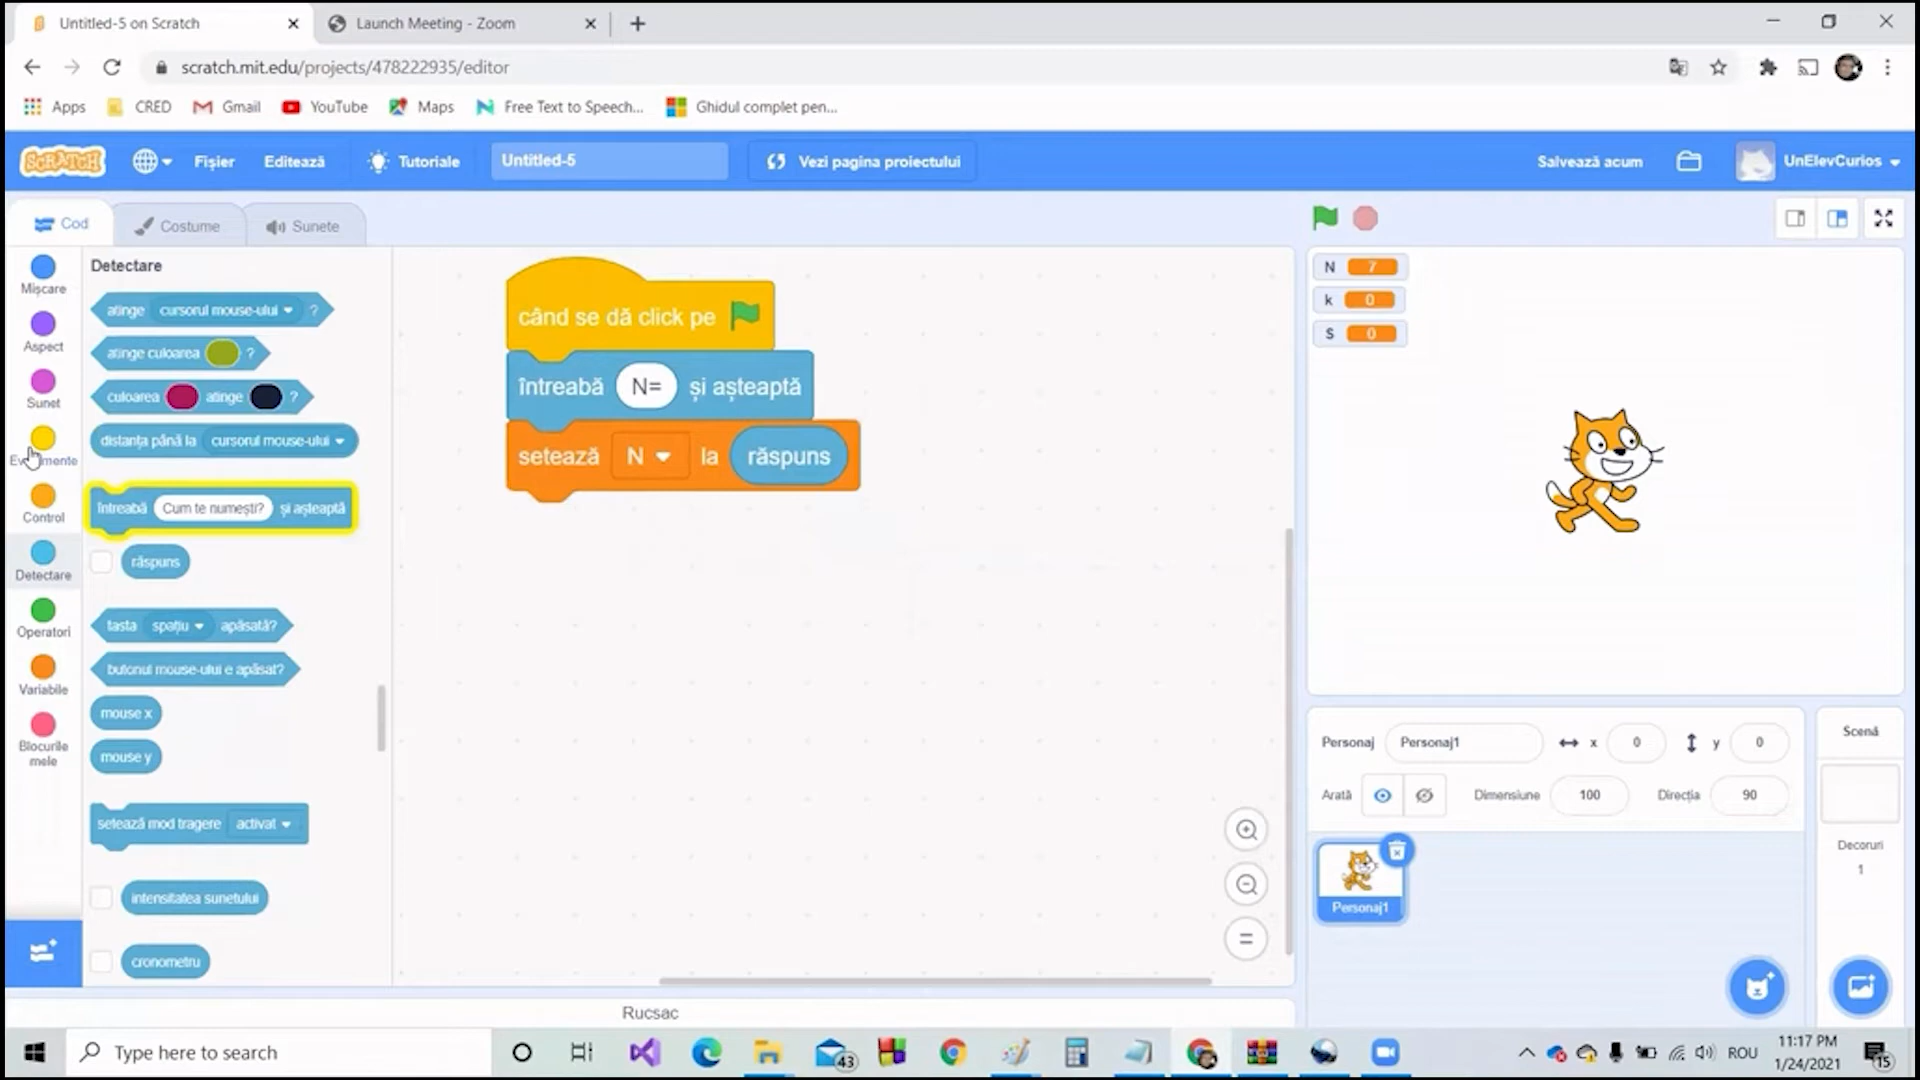 Untitled-5 on Scratch
Launch Meeting - Zoom
scratch.mit.edu/projects/478222935/editor
Apps
CRED
Gmail
YouTube
Maps
Free Text to Speech...
Ghidul complet pen...
SCRATCH
Fișier
Editează
Tutoriale
Untitled-5
Vezi pagina proiectului
Salvează acum
UnElevCurios
Cod
Costume
Sunete
Mișcare
Aspect
Sunet
Evenimente
Control
Detectare
Operatori
Variabile
Blocurile
mele
Detectare
atinge cursorul mouse-ului ?
atinge culoarea ?
culoarea atinge ?
distanța până la cursorul mouse-ului
întreabă Cum te numești? și așteaptă
răspuns
tasta spațiu apăsată?
butonul mouse-ului e apăsat?
mouse x
mouse y
setează mod tragere activat
intensitatea sunetului
cronometru
când se dă click pe
întreabă N= și așteaptă
setează N la răspuns
Rucsac
N 7
k 0
S 0
Personaj Personaj1 x 0 y 0
Arată Dimensiune 100 Direcția 90
Personaj1
Scenă
Decoruri
1
Type here to search
43
ROU
11:17 PM
1/24/2021
15